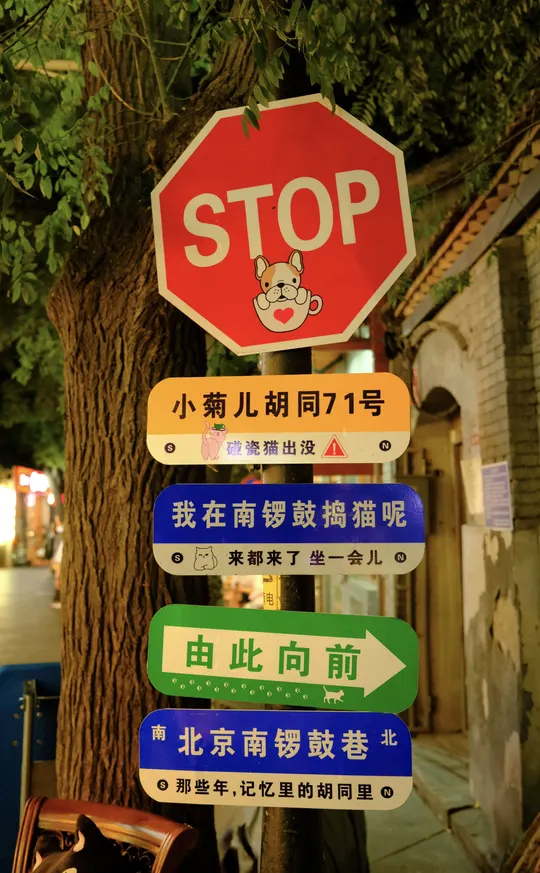 STOP
小菊儿胡同71号
S 碰瓷猫出没 ! N
我在南锣鼓捣猫呢
S 来都来了 坐一会儿 N
电
由此向前
南 北京南锣鼓巷 北
S 那些年,记忆里的胡同里 N